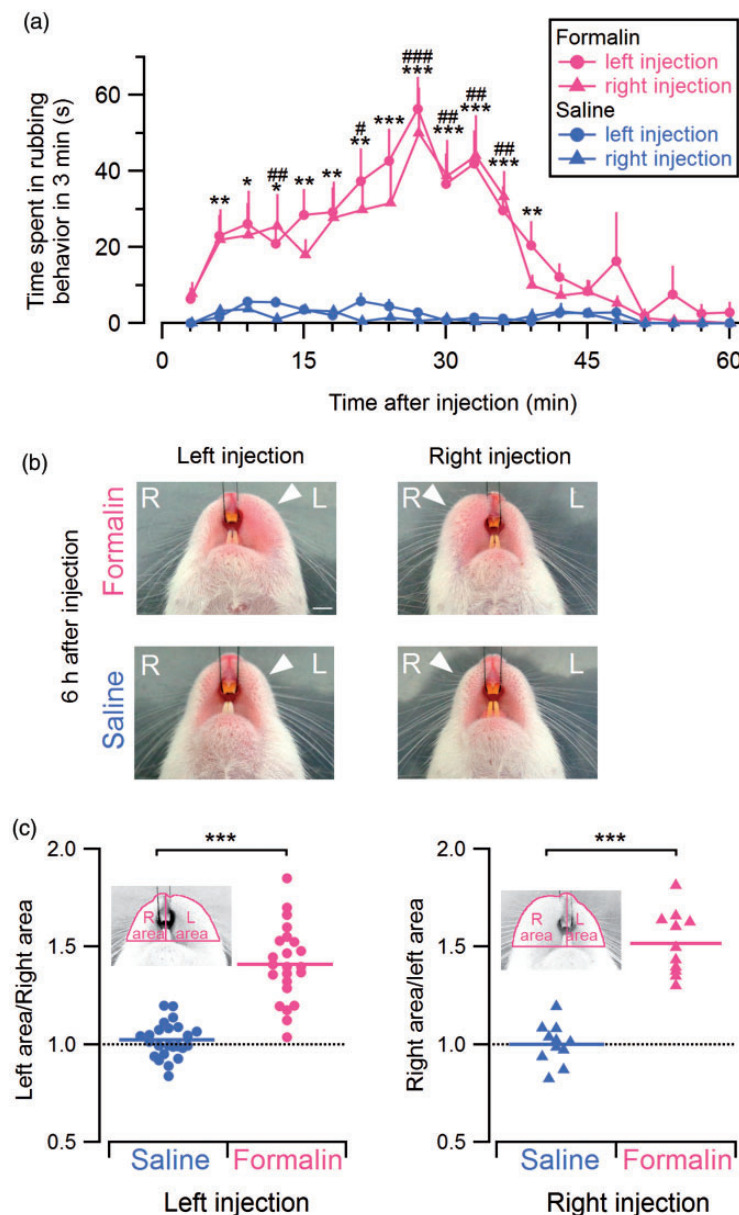 (a)
Formalin
left injection
right injection
Saline
left injection
right injection
Time spent in rubbing
behavior in 3 min (s)
60
40
20
0
**
*
##
*
**
**
#
**
***
###
***
##
***
##
***
##
***
**
0
15
30
45
60
Time after injection (min)
(b)
Left injection
Right injection
6 h after injection
Formalin
R
L
R
L
Saline
R
L
R
L
(c)
***
2.0
1.5
1.0
0.5
Left area/Right area
R
area
L
area
Saline
Formalin
Left injection
***
2.0
1.5
1.0
0.5
Right area/left area
R
area
L
area
Saline
Formalin
Right injection